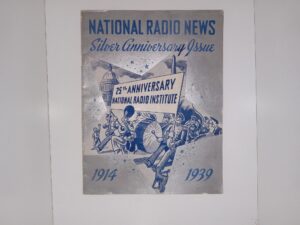 NATIONAL RADIO NEWS
Silver Anniversary Issue
25TH ANNIVERSARY
NATIONAL RADIO INSTITUTE
1914 1939